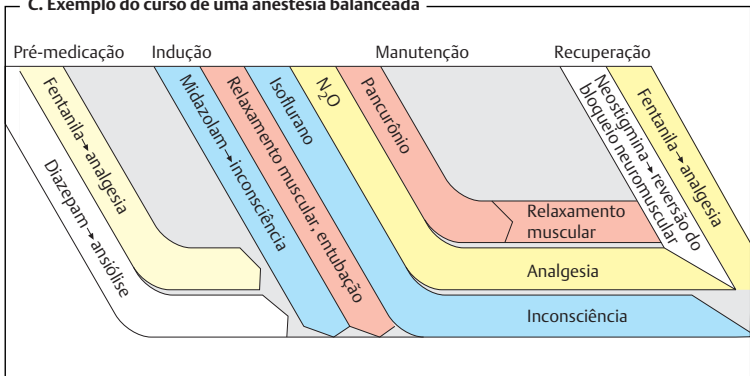 C. Exemplo do curso de uma anestesia balanceada
Pré-medicação
Indução
Manutenção
Recuperação
Diazepam→ansiólise
Fentanila→analgesia
Midazolam→inconsciência
Relaxamento muscular, entubação
Isoflurano
N₂O
Pancurônio
Neostigmina→reversão do
bloqueio neuromuscular
Fentanila→analgesia
Relaxamento
muscular
Analgesia
Inconsciência